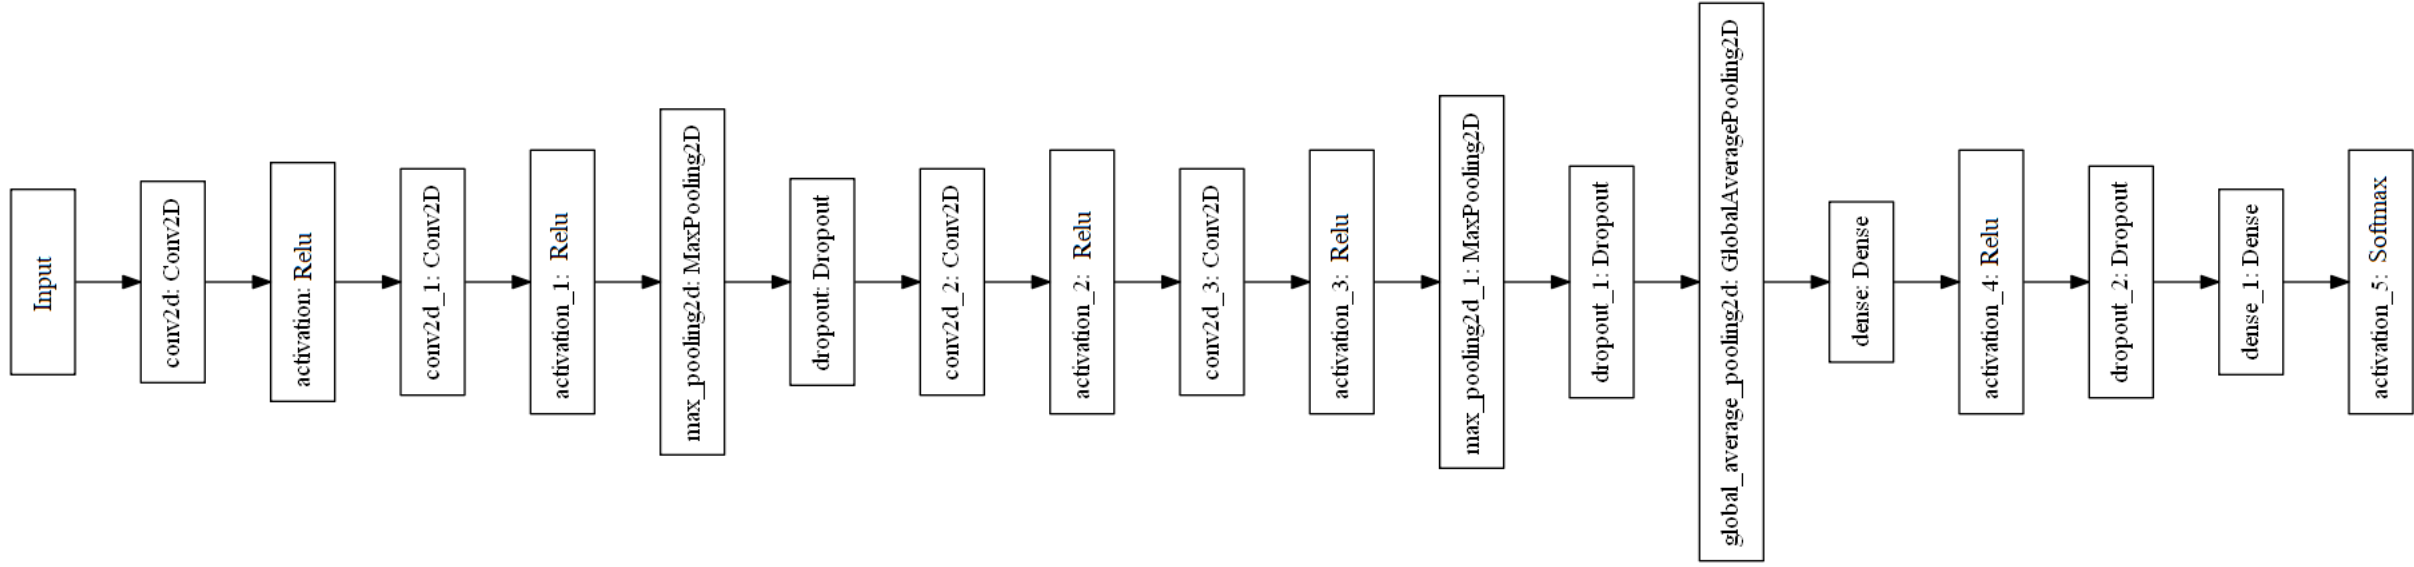 Input
conv2d: Conv2D
activation: Relu
conv2d_1: Conv2D
activation_1: Relu
max_pooling2d: MaxPooling2D
dropout: Dropout
conv2d_2: Conv2D
activation_2: Relu
conv2d_3: Conv2D
activation_3: Relu
max_pooling2d_1: MaxPooling2D
dropout_1: Dropout
global_average_pooling2d: GlobalAveragePooling2D
dense: Dense
activation_4: Relu
dropout_2: Dropout
dense_1: Dense
activation_5: Softmax